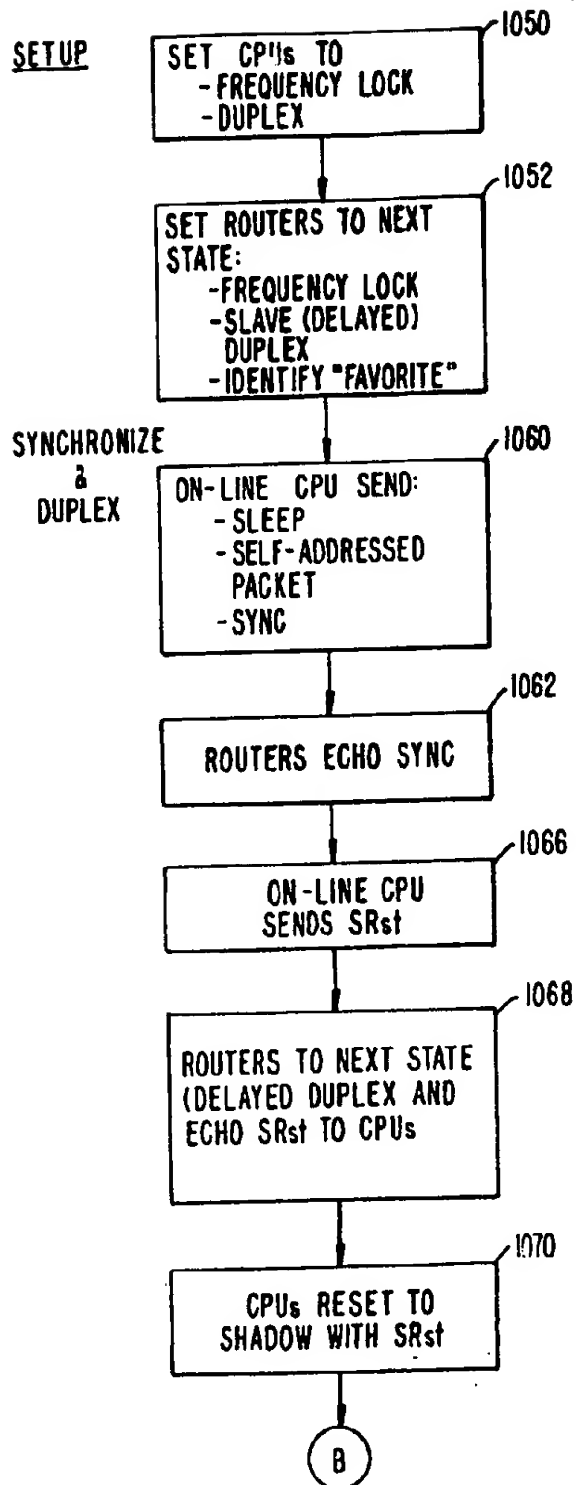 SETUP
1050
SET CPUs TO
-FREQUENCY LOCK
-DUPLEX
1052
SET ROUTERS TO NEXT
STATE:
-FREQUENCY LOCK
-SLAVE (DELAYED)
DUPLEX
-IDENTIFY "FAVORITE"
SYNCHRONIZE
&
DUPLEX
1060
ON-LINE CPU SEND:
-SLEEP
-SELF-ADDRESSED
PACKET
-SYNC
1062
ROUTERS ECHO SYNC
1066
ON-LINE CPU
SENDS SRst
1068
ROUTERS TO NEXT STATE
(DELAYED DUPLEX AND
ECHO SRst TO CPUs
1070
CPUs RESET TO
SHADOW WITH SRst
B